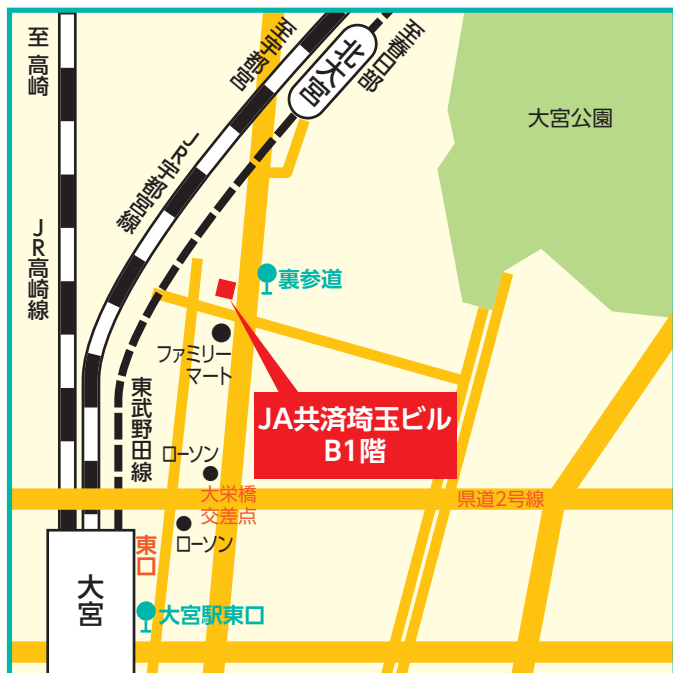 至 高崎
JR高崎線
至宇都宮
JR宇都宮線
北大宮
至春日部
大宮公園
裏参道
ファミリー
マート
JA共済埼玉ビル
B1階
東武野田線
ローソン
大栄橋
交差点
県道2号線
ローソン
東口
大宮
大宮駅東口